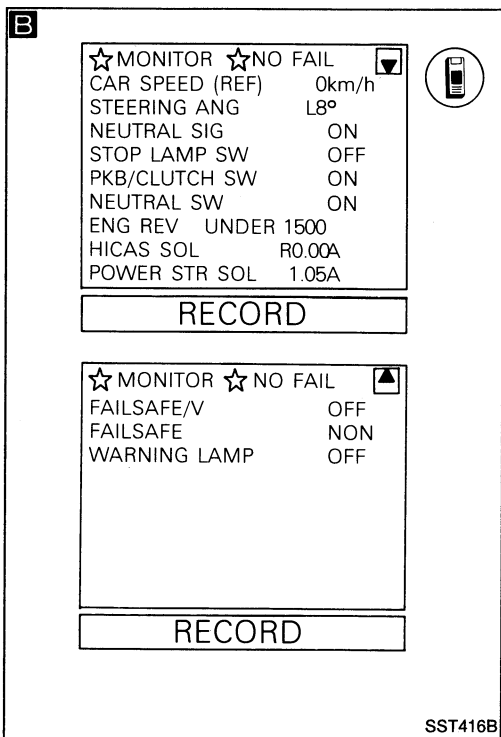 B
☆MONITOR ☆NO FAIL ▼
CAR SPEED (REF) 0km/h
STEERING ANG L8°
NEUTRAL SIG ON
STOP LAMP SW OFF
PKB/CLUTCH SW ON
NEUTRAL SW ON
ENG REV UNDER 1500
HICAS SOL R0.00A
POWER STR SOL 1.05A
RECORD
☆MONITOR ☆NO FAIL ▲
FAILSAFE/V OFF
FAILSAFE NON
WARNING LAMP OFF
RECORD
SST416B